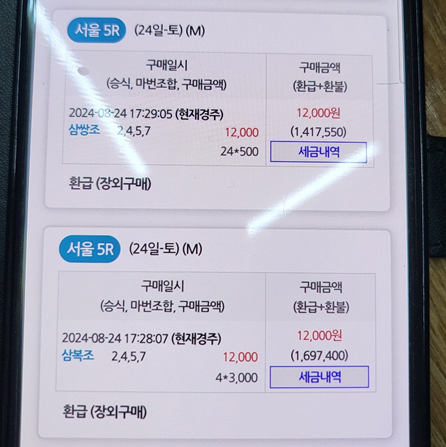 서울 5R (24일-토) (M)
구매일시 구매금액
(승식, 마번조합, 구매금액) (환급+환불)
2024-08-24 17:29:05 (현재경주) 12,000원
삼쌍조 2,4,5,7 12,000 (1,417,550)
24*500 세금내역
환급 (장외구매)
서울 5R (24일-토) (M)
구매일시 구매금액
(승식, 마번조합, 구매금액) (환급+환불)
2024-08-24 17:28:07 (현재경주) 12,000원
삼복조 2,4,5,7 12,000 (1,697,400)
4*3,000 세금내역
환급 (장외구매)